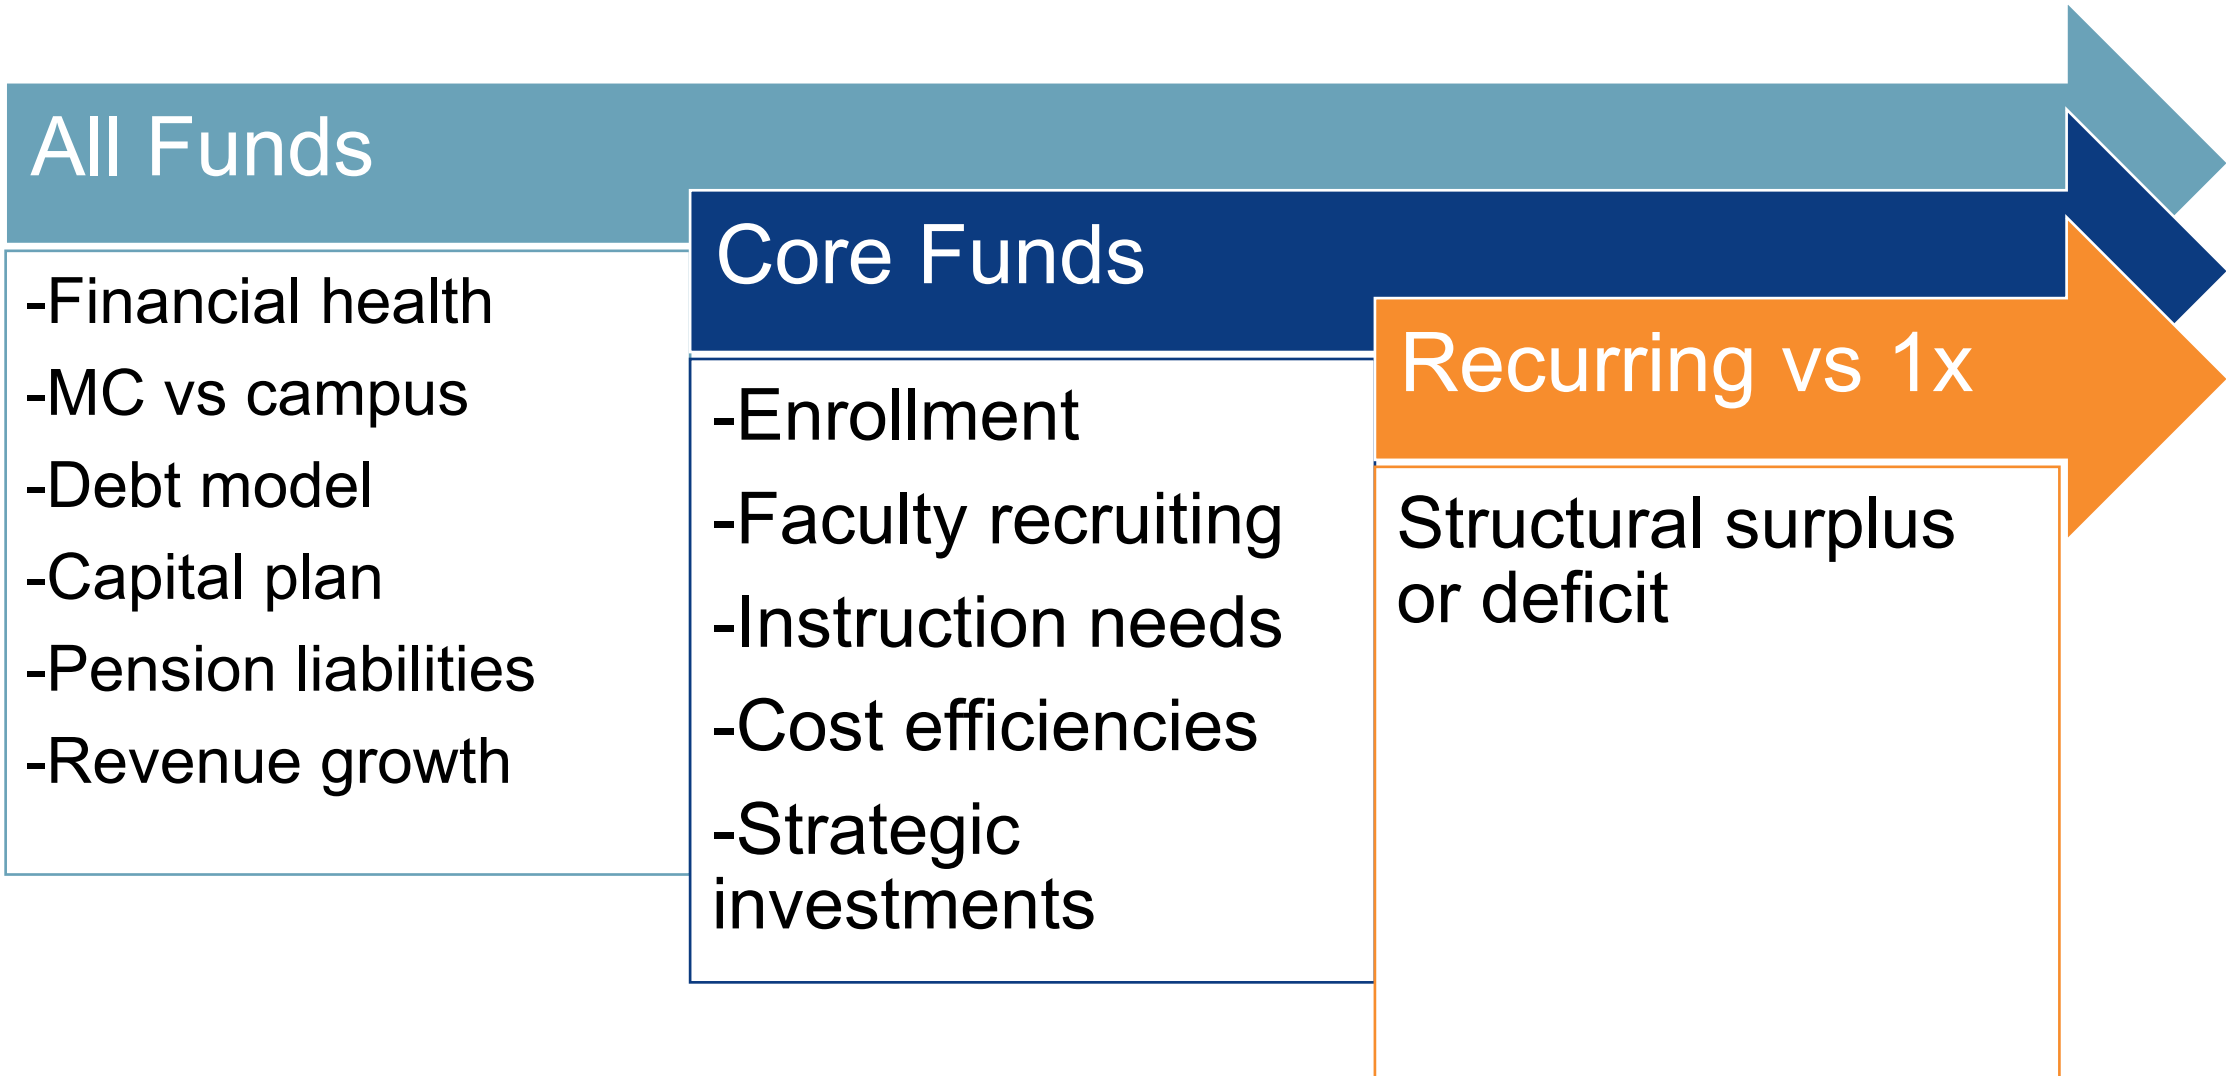 All Funds
-Financial health
-MC vs campus
-Debt model
-Capital plan
-Pension liabilities
-Revenue growth
Core Funds
-Enrollment
-Faculty recruiting
-Instruction needs
-Cost efficiencies
-Strategic
investments
Recurring vs 1x
Structural surplus
or deficit